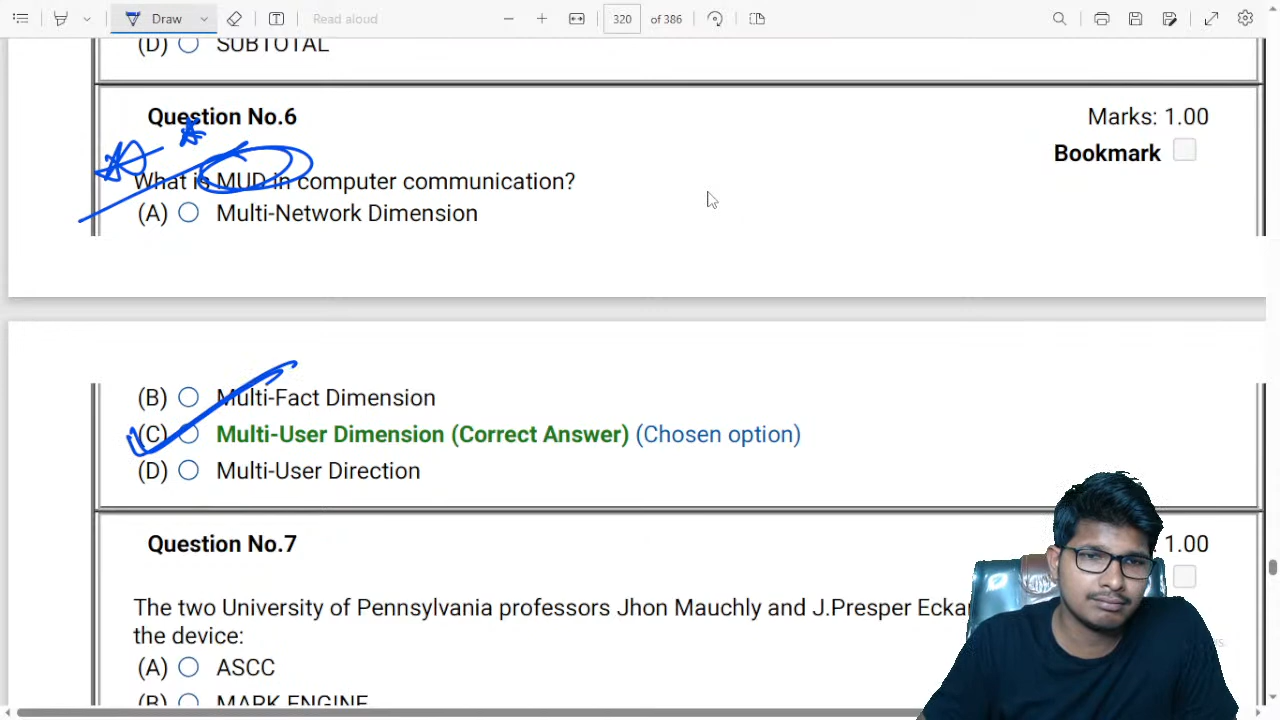 Draw
Read aloud
320 of 386
(D) SUBTOTAL
Question No.6
Marks: 1.00
Bookmark
What is MUD in computer communication?
(A) Multi-Network Dimension
(B) Multi-Fact Dimension
(C) Multi-User Dimension (Correct Answer) (Chosen option)
(D) Multi-User Direction
Question No.7
1.00
The two University of Pennsylvania professors Jhon Mauchly and J.Presper
the device:
(A) ASCC
(B) MARK ENGINE